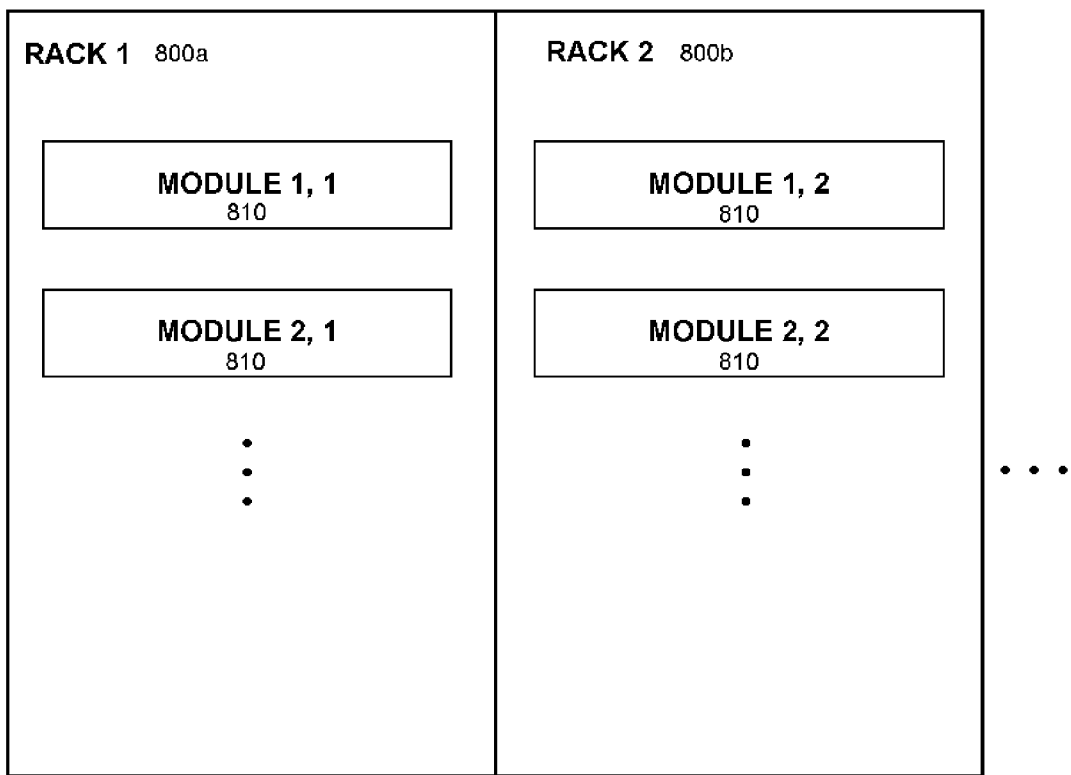 RACK 1 800a
MODULE 1, 1
810
MODULE 2, 1
810
RACK 2 800b
MODULE 1, 2
810
MODULE 2, 2
810